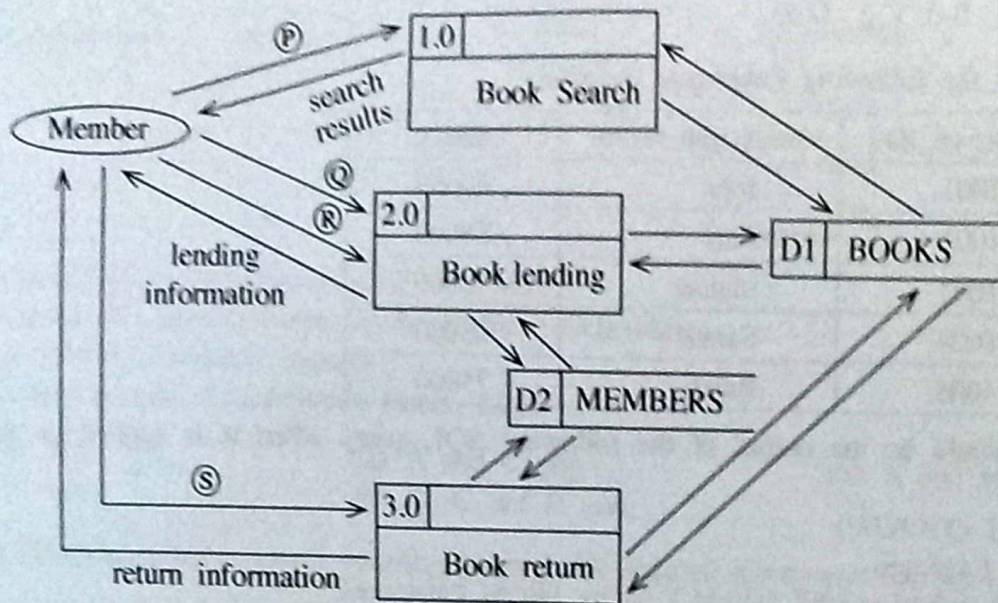 Ⓟ
1.0
Book Search
search
results
Member
Ⓠ
Ⓡ
2.0
Book lending
lending
information
D1 BOOKS
D2 MEMBERS
Ⓢ
3.0
Book return
return information